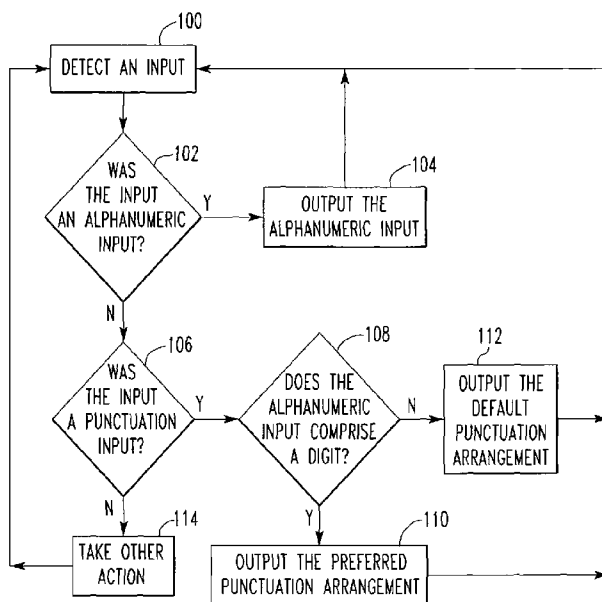 100
DETECT AN INPUT
102
WAS
THE INPUT
AN ALPHANUMERIC
INPUT?
Y
104
OUTPUT THE
ALPHANUMERIC INPUT
N
106
WAS
THE INPUT
A PUNCTUATION
INPUT?
Y
108
DOES THE
ALPHANUMERIC
INPUT COMPRISE
A DIGIT?
N
112
OUTPUT THE
DEFAULT
PUNCTUATION
ARRANGEMENT
N
114
TAKE OTHER
ACTION
Y
110
OUTPUT THE PREFERRED
PUNCTUATION ARRANGEMENT